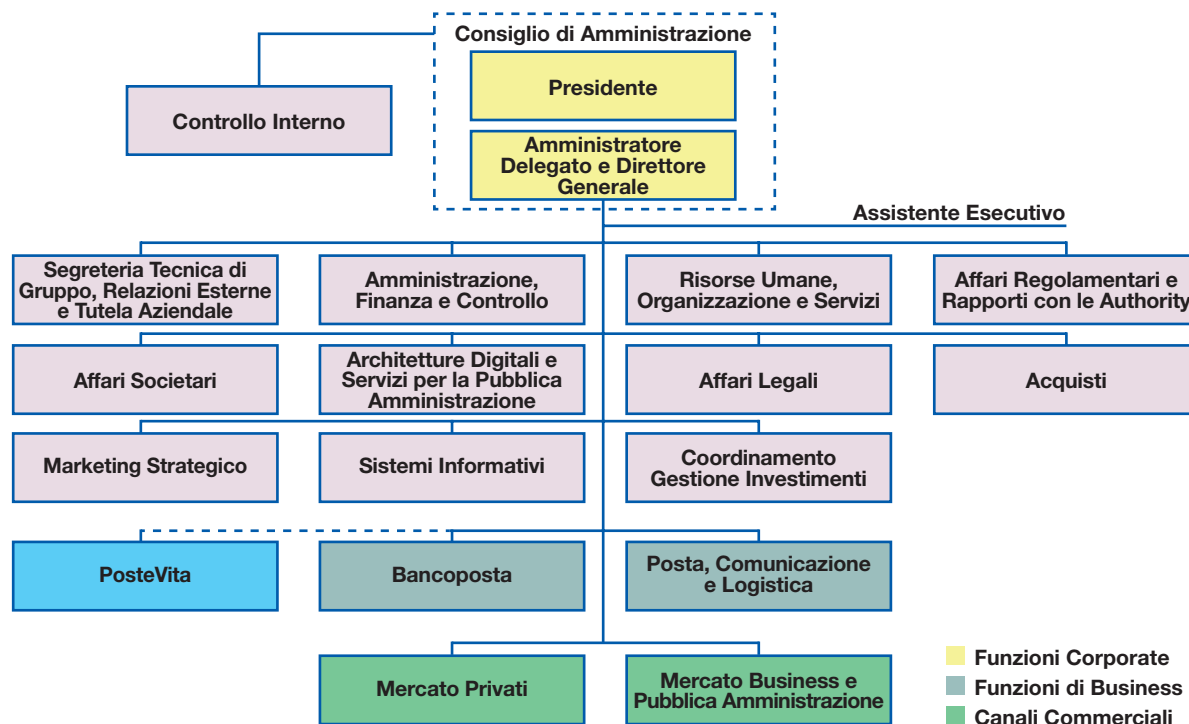 Consiglio di Amministrazione
Presidente
Controllo Interno
Amministratore
Delegato e Direttore
Generale
Assistente Esecutivo
Segreteria Tecnica di
Gruppo, Relazioni Esterne
e Tutela Aziendale
Amministrazione,
Finanza e Controllo
Risorse Umane,
Organizzazione e Servizi
Affari Regolamentari e
Rapporti con le Authority
Affari Societari
Architetture Digitali e
Servizi per la Pubblica
Amministrazione
Affari Legali
Acquisti
Marketing Strategico
Sistemi Informativi
Coordinamento
Gestione Investimenti
PosteVita
Bancoposta
Posta, Comunicazione
e Logistica
Mercato Privati
Mercato Business e
Pubblica Amministrazione
Funzioni Corporate
Funzioni di Business
Canali Commerciali